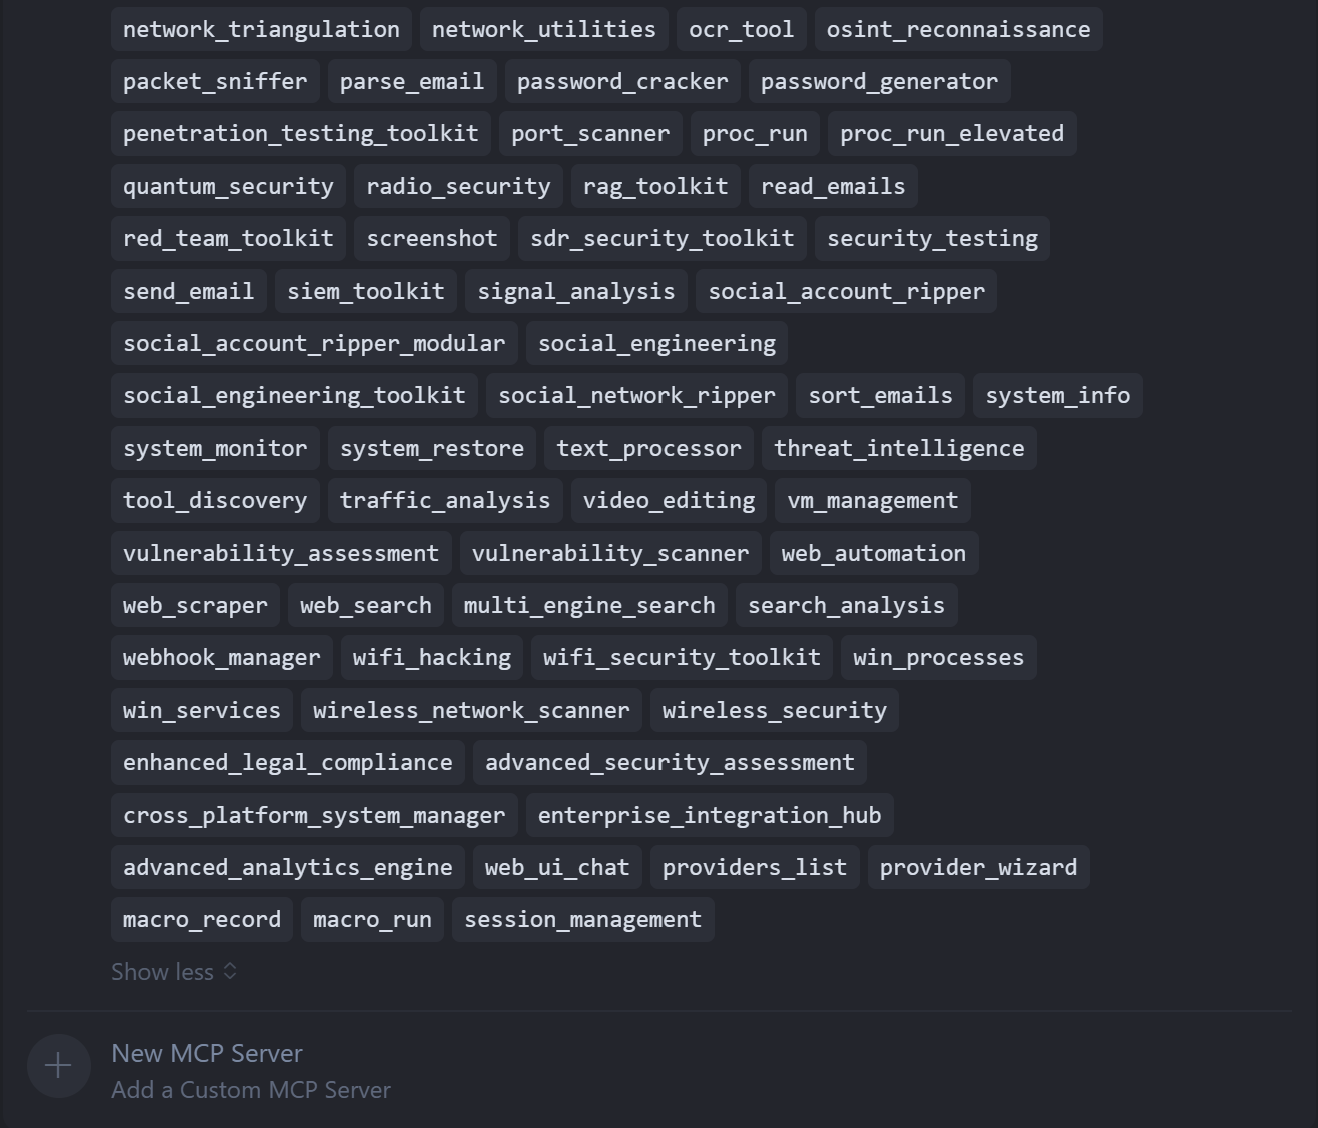 network_triangulation network_utilities ocr_tool osint_reconnaissance
packet_sniffer parse_email password_cracker password_generator
penetration_testing_toolkit port_scanner proc_run proc_run_elevated
quantum_security radio_security rag_toolkit read_emails
red_team_toolkit screenshot sdr_security_toolkit security_testing
send_email siem_toolkit signal_analysis social_account_ripper
social_account_ripper_modular social_engineering
social_engineering_toolkit social_network_ripper sort_emails system_info
system_monitor system_restore text_processor threat_intelligence
tool_discovery traffic_analysis video_editing vm_management
vulnerability_assessment vulnerability_scanner web_automation
web_scraper web_search multi_engine_search search_analysis
webhook_manager wifi_hacking wifi_security_toolkit win_processes
win_services wireless_network_scanner wireless_security
enhanced_legal_compliance advanced_security_assessment
cross_platform_system_manager enterprise_integration_hub
advanced_analytics_engine web_ui_chat providers_list provider_wizard
macro_record macro_run session_management
Show less
New MCP Server
Add a Custom MCP Server